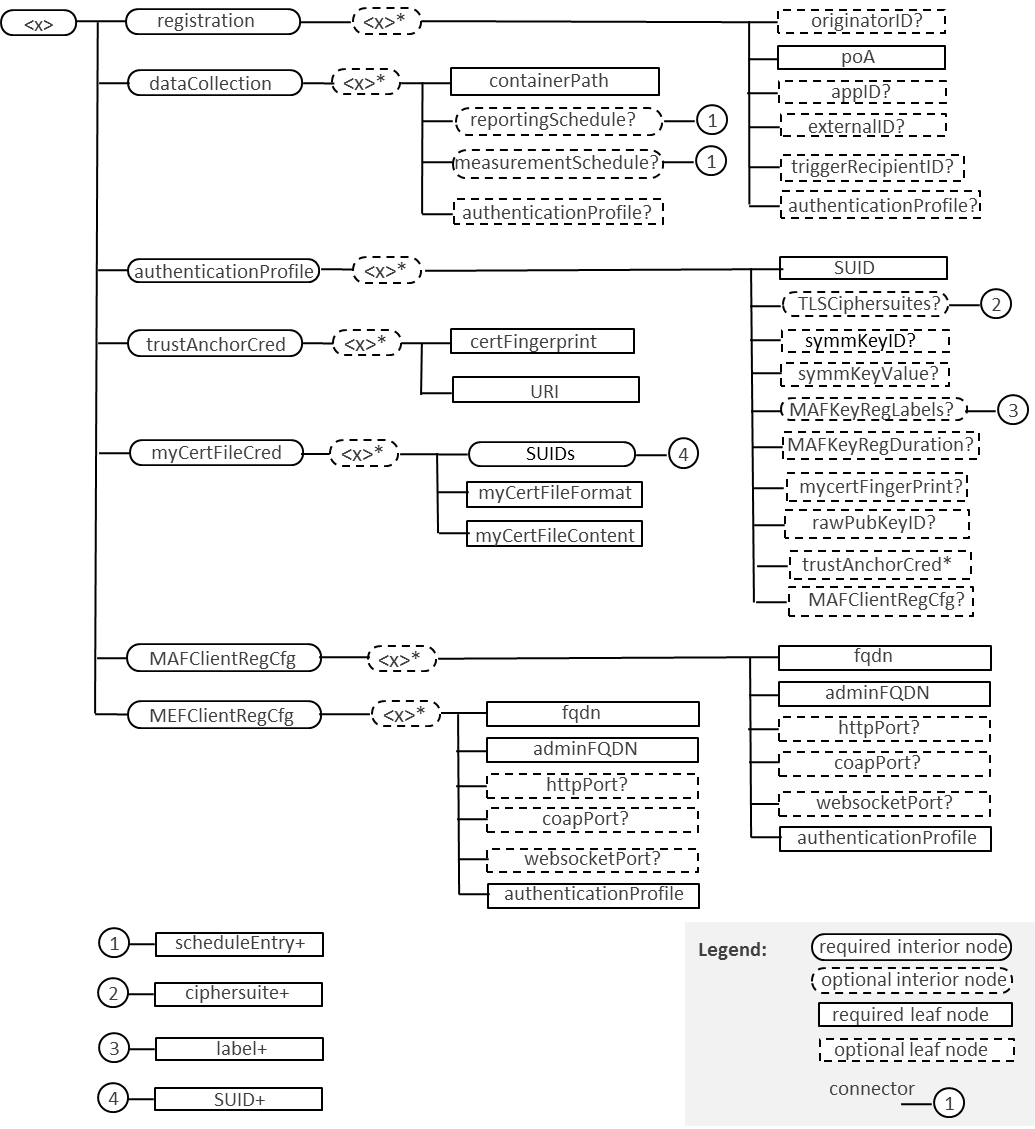 <x>
registration
<x>*
originatorID?
poA
appID?
externalID?
triggerRecipientID?
authenticationProfile?
dataCollection
<x>*
containerPath
reportingSchedule?
1
measurementSchedule?
1
authenticationProfile?
authenticationProfile
<x>*
SUID
TLSCiphersuites?
2
symmKeyID?
symmKeyValue?
MAFKeyRegLabels?
3
MAFKeyRegDuration?
mycertFingerPrint?
rawPubKeyID?
trustAnchorCred*
MAFClientRegCfg?
trustAnchorCred
<x>*
certFingerprint
URI
myCertFileCred
<x>*
SUIDs
4
myCertFileFormat
myCertFileContent
MAFClientRegCfg
<x>*
fqdn
adminFQDN
httpPort?
coapPort?
websocketPort?
authenticationProfile
MEFClientRegCfg
<x>*
fqdn
adminFQDN
httpPort?
coapPort?
websocketPort?
authenticationProfile
1
scheduleEntry+
2
ciphersuite+
3
label+
4
SUID+
Legend:
required interior node
optional interior node
required leaf node
optional leaf node
connector
1